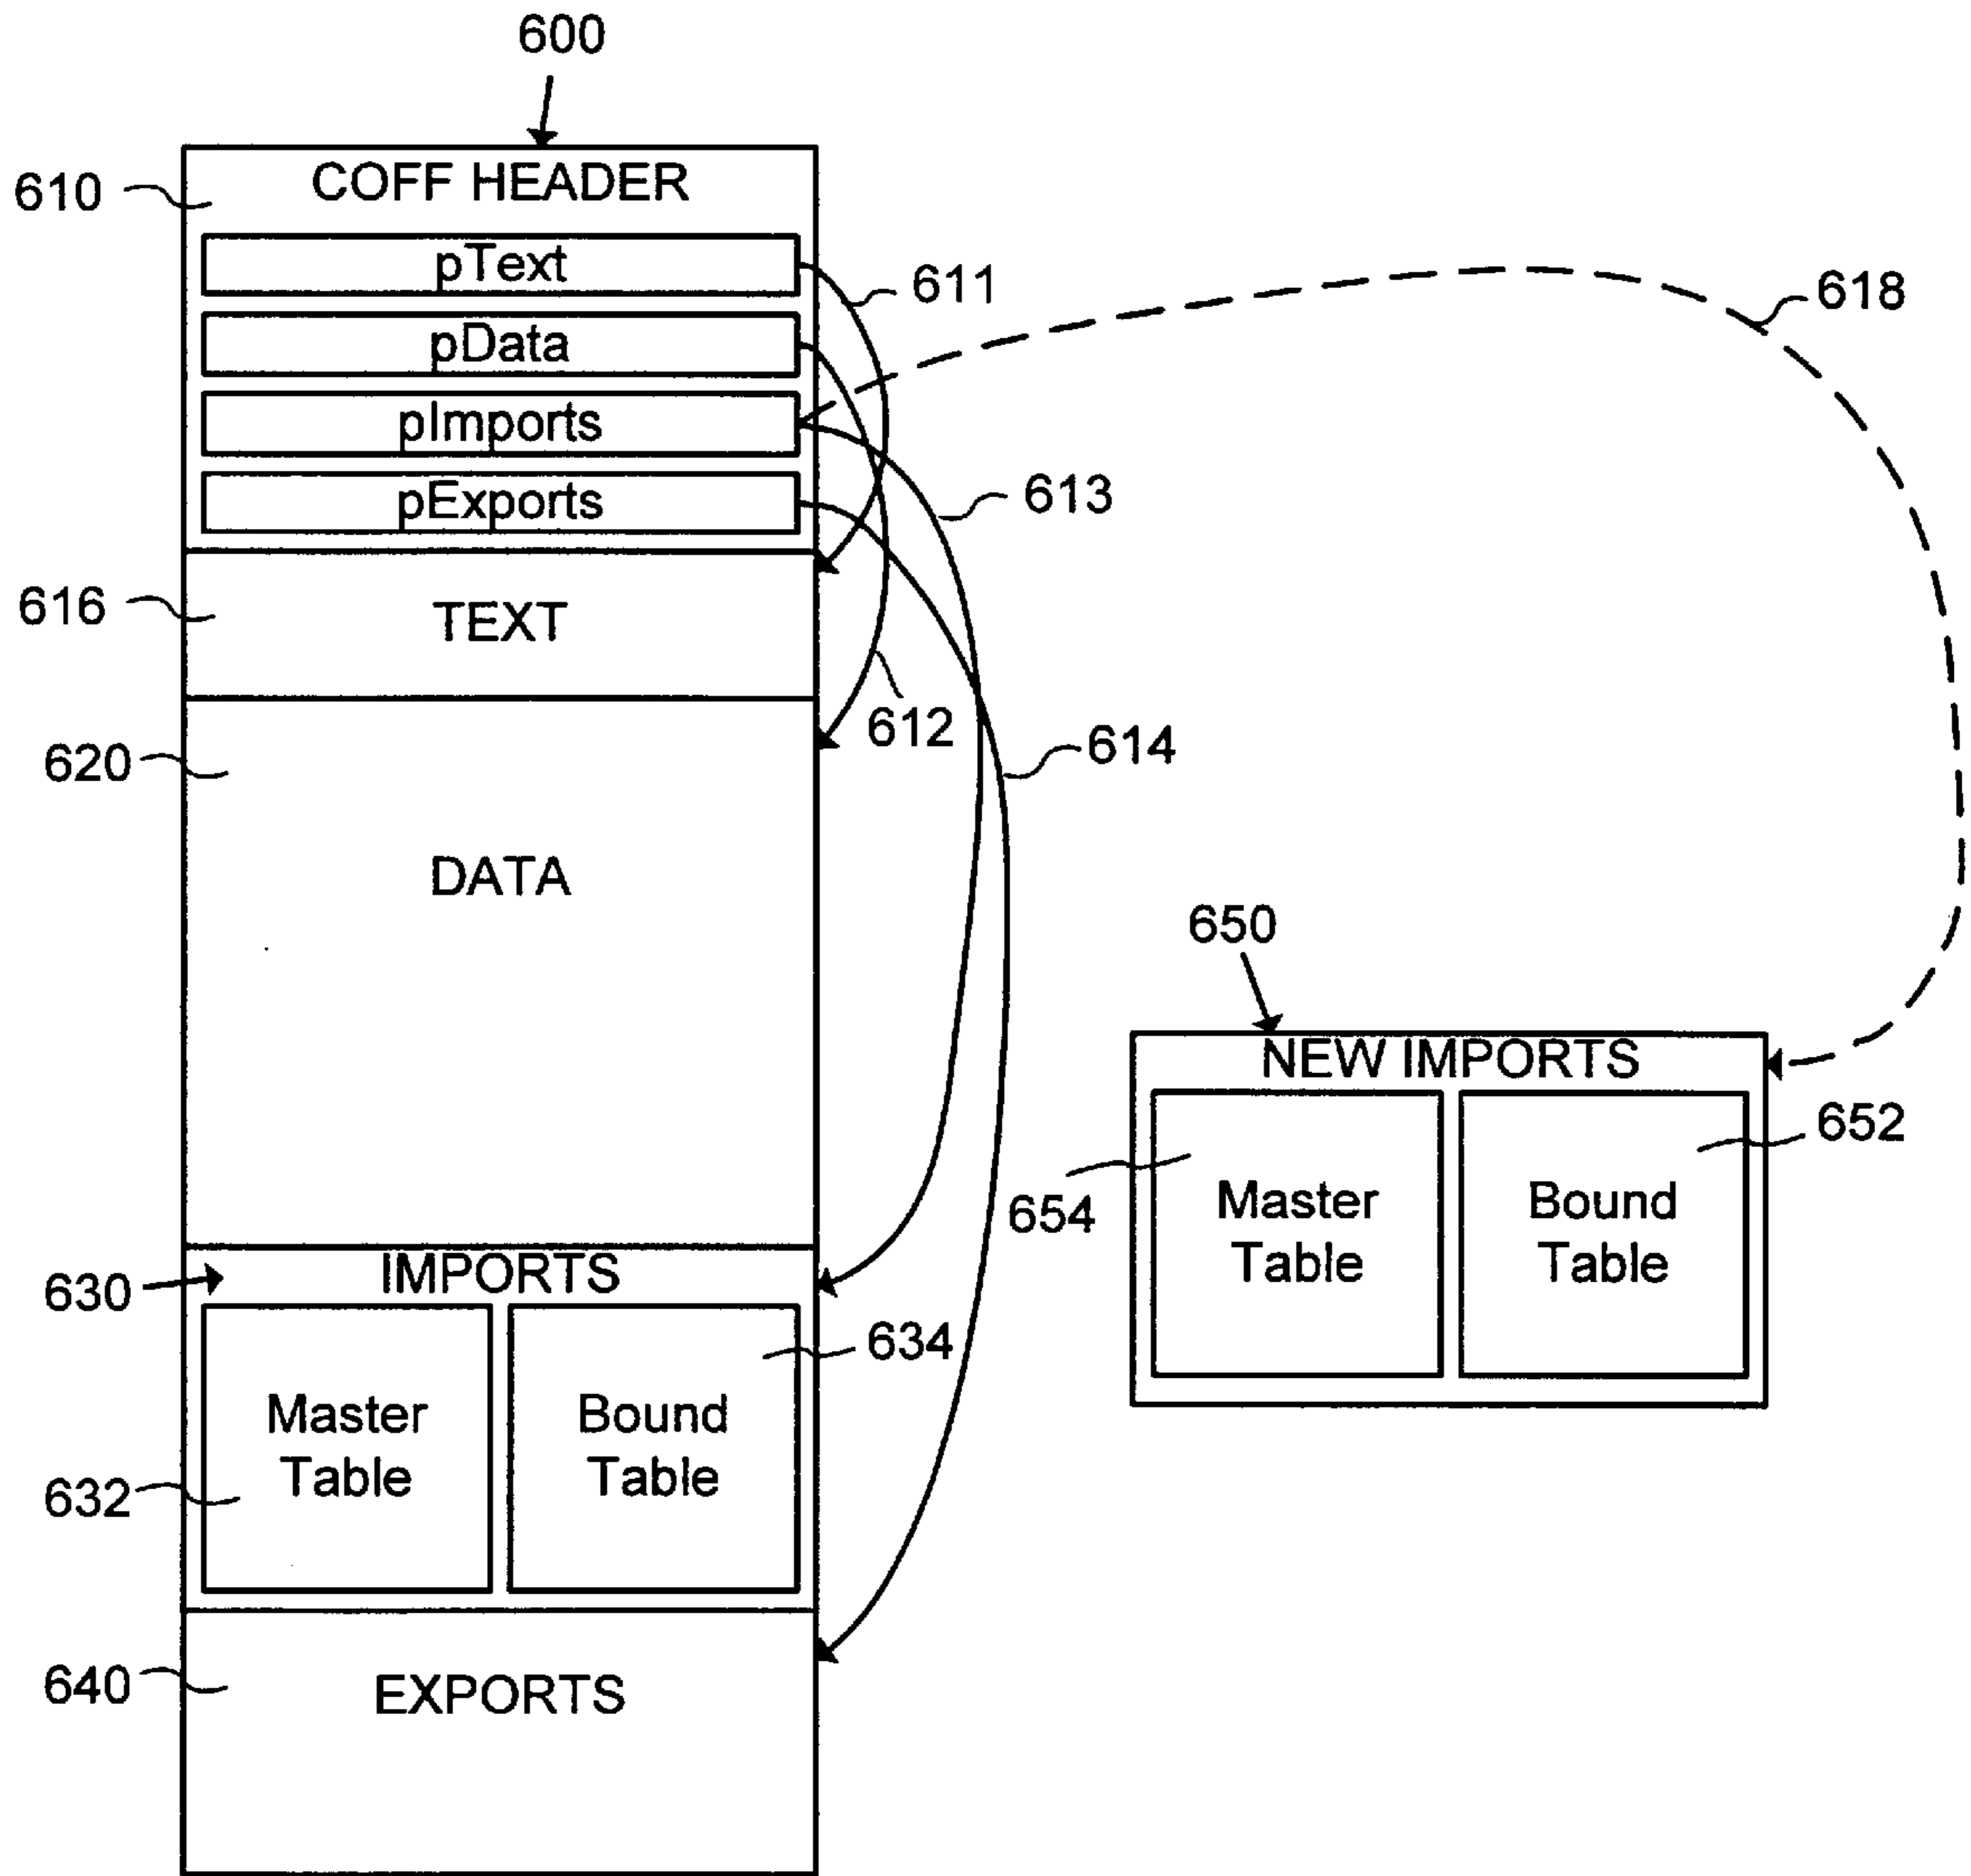 600
COFF HEADER
610
pText
611
618
pData
pImports
613
pExports
616
TEXT
612
614
620
DATA
650
NEW IMPORTS
652
654
Master
Table
Bound
Table
630
IMPORTS
634
Master
Table
Bound
Table
632
640
EXPORTS